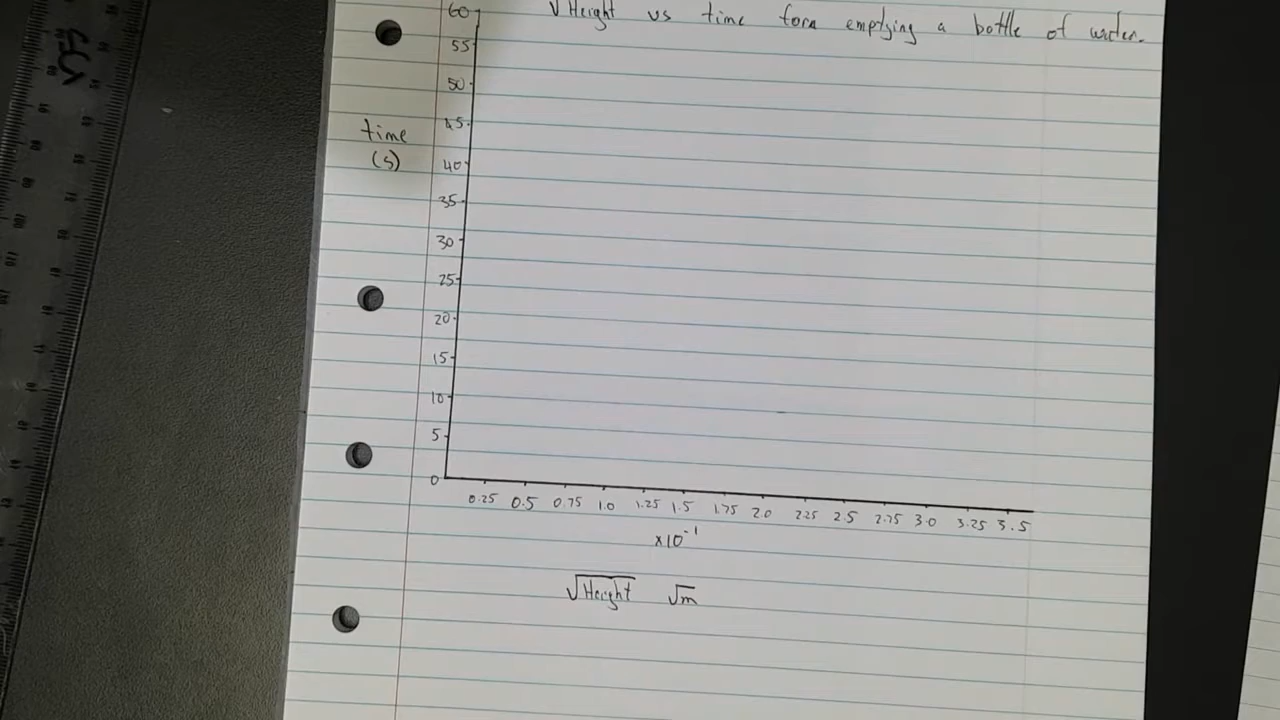 √Height vs time for a emptying a bottle of water.
time
(s)
60
55
50
45
40
35
30
25
20
15
10
5
0
0.25 0.5 0.75 1.0 1.25 1.5 1.75 2.0 2.25 2.5 2.75 3.0 3.25 3.5
x10⁻¹
√Height √m